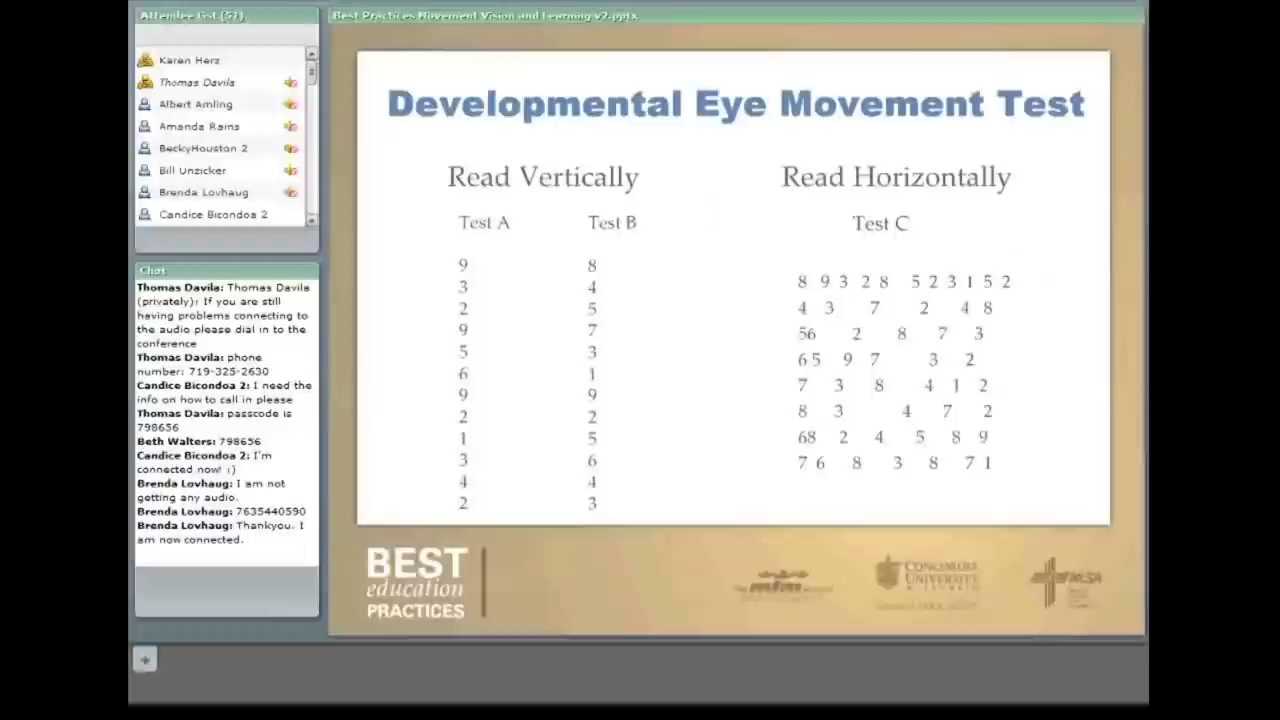 Attendee List (57)
Karen Herz
Thomas Davila
Albert Amling
Amanda Rains
BeckyHouston 2
Bill Unzicker
Brenda Lovhaug
Candice Bicondoa 2
Chat
Thomas Davila: Thomas Davila
(privately): If you are still
having problems connecting to
the audio please dial in to the
conference
Thomas Davila: phone
number: 719-325-2630
Candice Bicondoa 2: I need the
info on how to call in please
Thomas Davila: passcode is
798656
Beth Walters: 798656
Candice Bicondoa 2: I'm
connected now! :)
Brenda Lovhaug: I am not
getting any audio.
Brenda Lovhaug: 7635440590
Brenda Lovhaug: Thankyou. I
am now connected.
Best Practices Movement Vision and Learning v2.pptx
Developmental Eye Movement Test
Read Vertically
Test A Test B
9 8
3 4
2 5
9 7
5 3
6 1
9 9
2 2
1 5
3 6
4 4
2 3
Read Horizontally
Test C
8 9 3 2 8 5 2 3 1 5 2
4 3 7 2 4 8
56 2 8 7 3
6 5 9 7 3 2
7 3 8 4 1 2
8 3 4 7 2
68 2 4 5 8 9
7 6 8 3 8 7 1
BEST
education
PRACTICES
CONCORDIA
UNIVERSITY